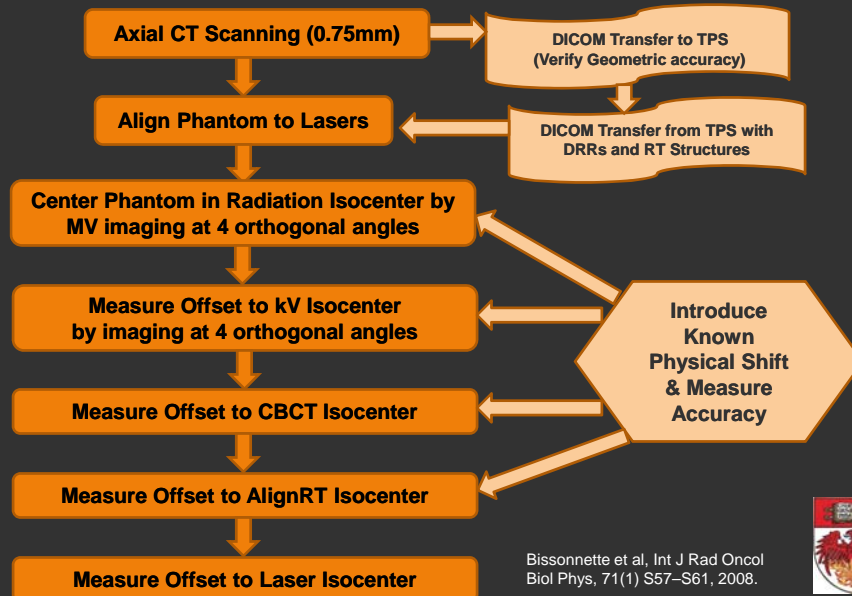 Axial CT Scanning (0.75mm)
DICOM Transfer to TPS
(Verify Geometric accuracy)
Align Phantom to Lasers
DICOM Transfer from TPS with
DRRs and RT Structures
Center Phantom in Radiation Isocenter by
MV imaging at 4 orthogonal angles
Measure Offset to kV Isocenter
by imaging at 4 orthogonal angles
Introduce
Known
Physical Shift
& Measure
Accuracy
Measure Offset to CBCT Isocenter
Measure Offset to AlignRT Isocenter
Measure Offset to Laser Isocenter
Bissonnette et al, Int J Rad Oncol
Biol Phys, 71(1) S57–S61, 2008.